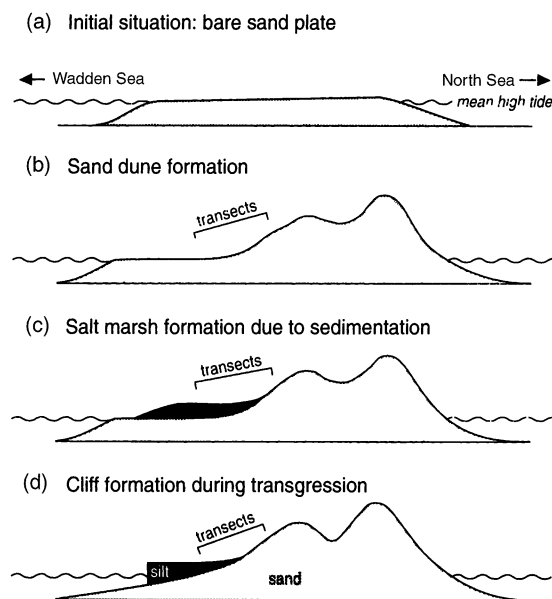 (a) Initial situation: bare sand plate
Wadden Sea
North Sea
mean high tide
(b) Sand dune formation
transects
(c) Salt marsh formation due to sedimentation
transects
(d) Cliff formation during transgression
transects
silt
sand